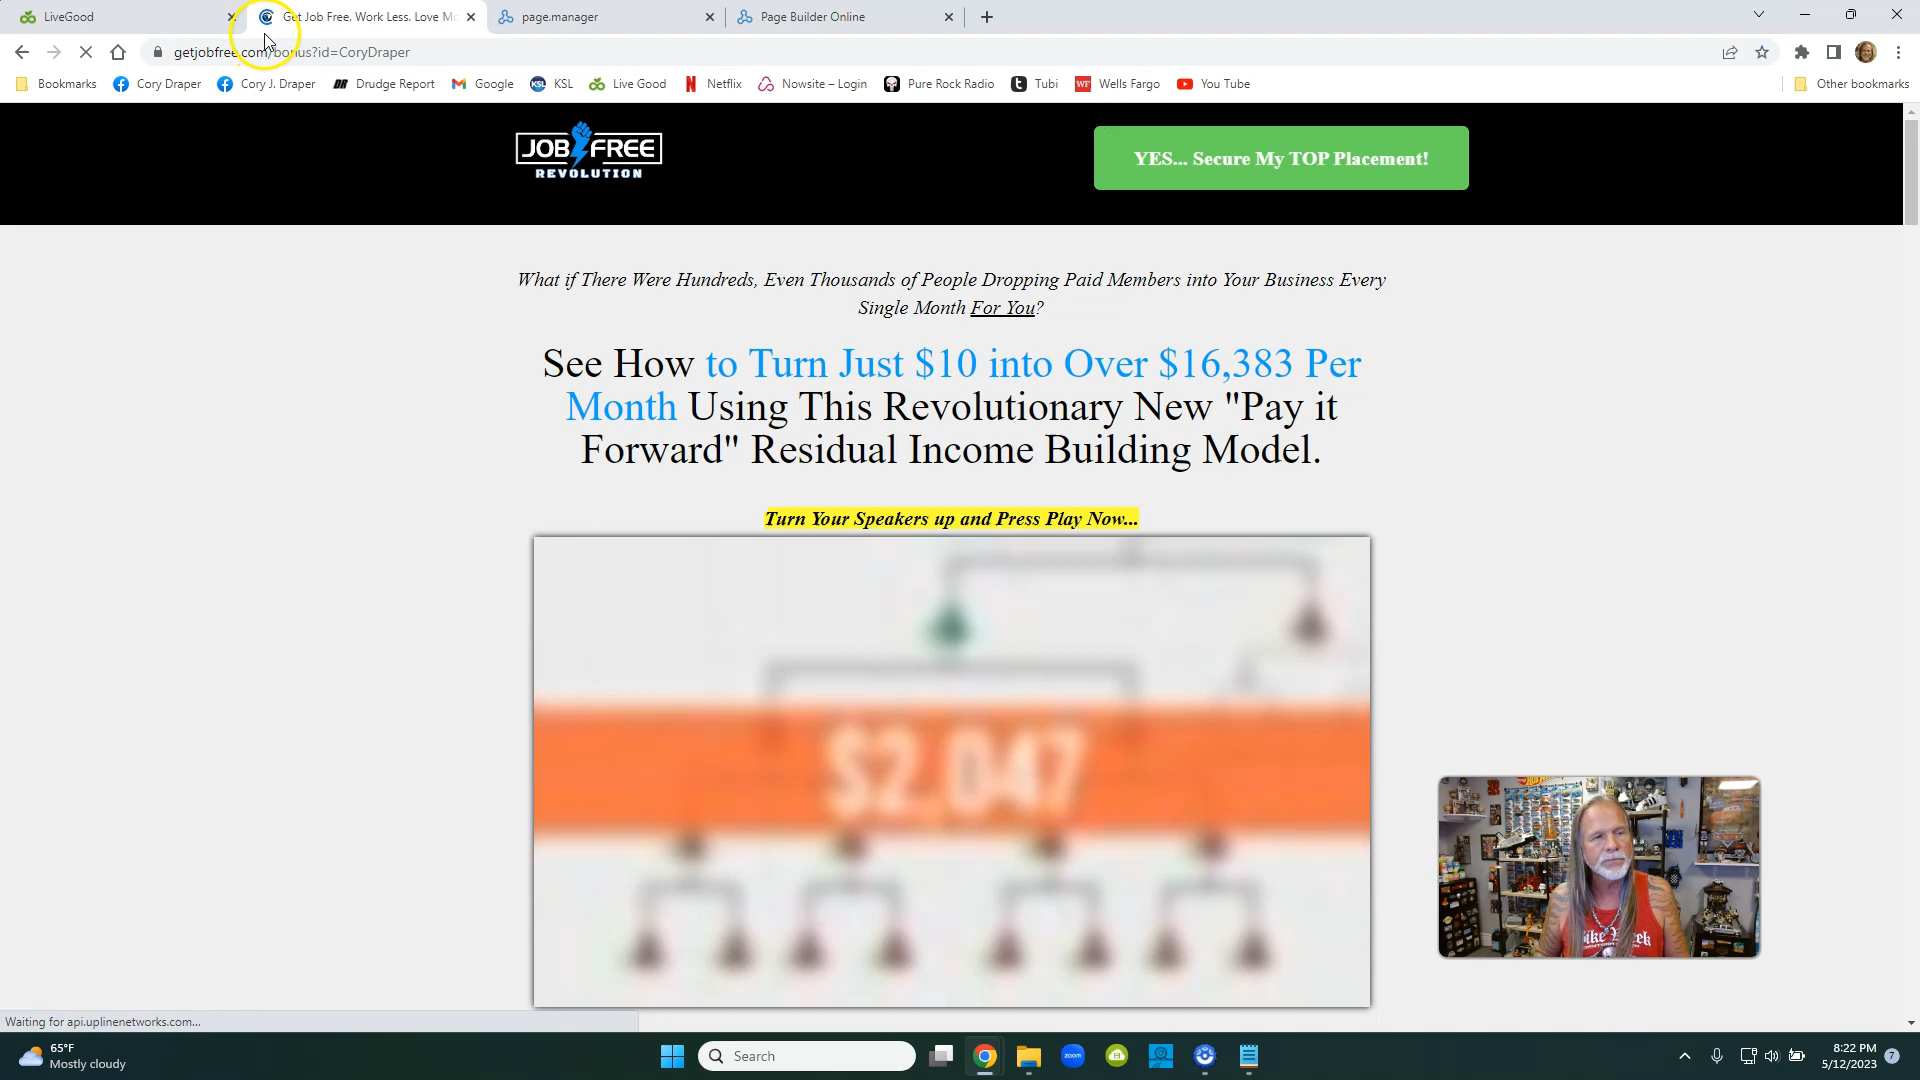 LiveGood
Get Job Free. Work Less. Love Mo
page.manager
Page Builder Online
getjobfree.com/bonus?id=CoryDraper
Bookmarks
Cory Draper
Cory J. Draper
DR Drudge Report
Google
KSL KSL
Live Good
Netflix
Nowsite – Login
Pure Rock Radio
Tubi
WF Wells Fargo
You Tube
Other bookmarks
JOB FREE
REVOLUTION
YES... Secure My TOP Placement!
What if There Were Hundreds, Even Thousands of People Dropping Paid Members into Your Business Every
Single Month For You?
See How to Turn Just $10 into Over $16,383 Per
Month Using This Revolutionary New "Pay it
Forward" Residual Income Building Model.
Turn Your Speakers up and Press Play Now...
$2,047
Waiting for api.uplinenetworks.com...
65°F
Mostly cloudy
Search
zoom
8:22 PM
5/12/2023
7